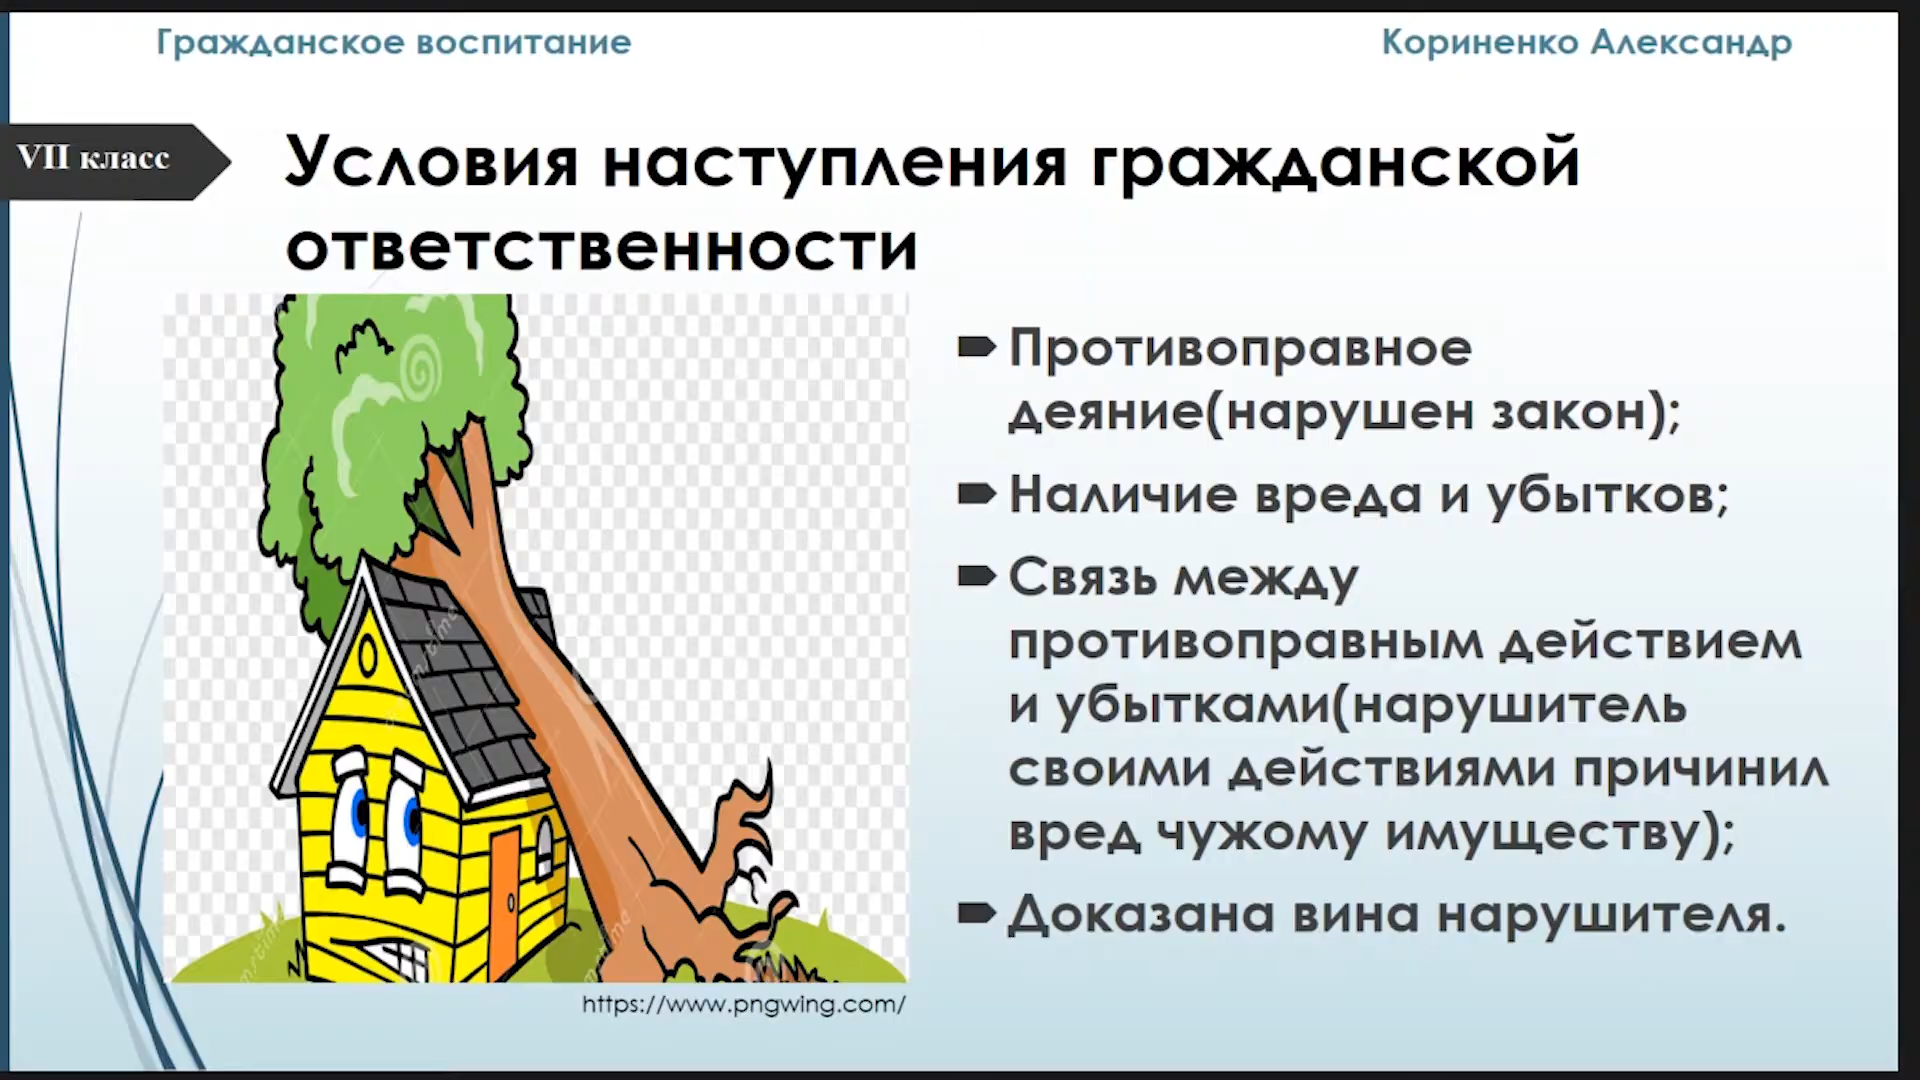 Гражданское воспитание
Кориненко Александр
VII класс
Условия наступления гражданской
ответственности
Противоправное
деяние(нарушен закон);
Наличие вреда и убытков;
Связь между
противоправным действием
и убытками(нарушитель
своими действиями причинил
вред чужому имуществу);
Доказана вина нарушителя.
https://www.pngwing.com/